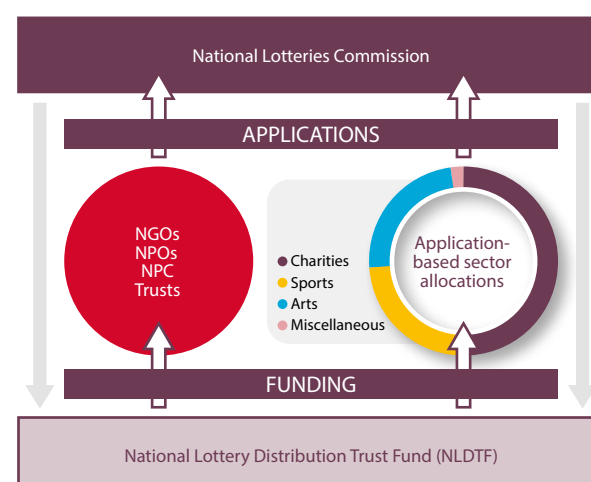 National Lotteries Commission
APPLICATIONS
NGOs
NPOs
NPC
Trusts
Charities
Sports
Arts
Miscellaneous
Application-
based sector
allocations
FUNDING
National Lottery Distribution Trust Fund (NLDTF)